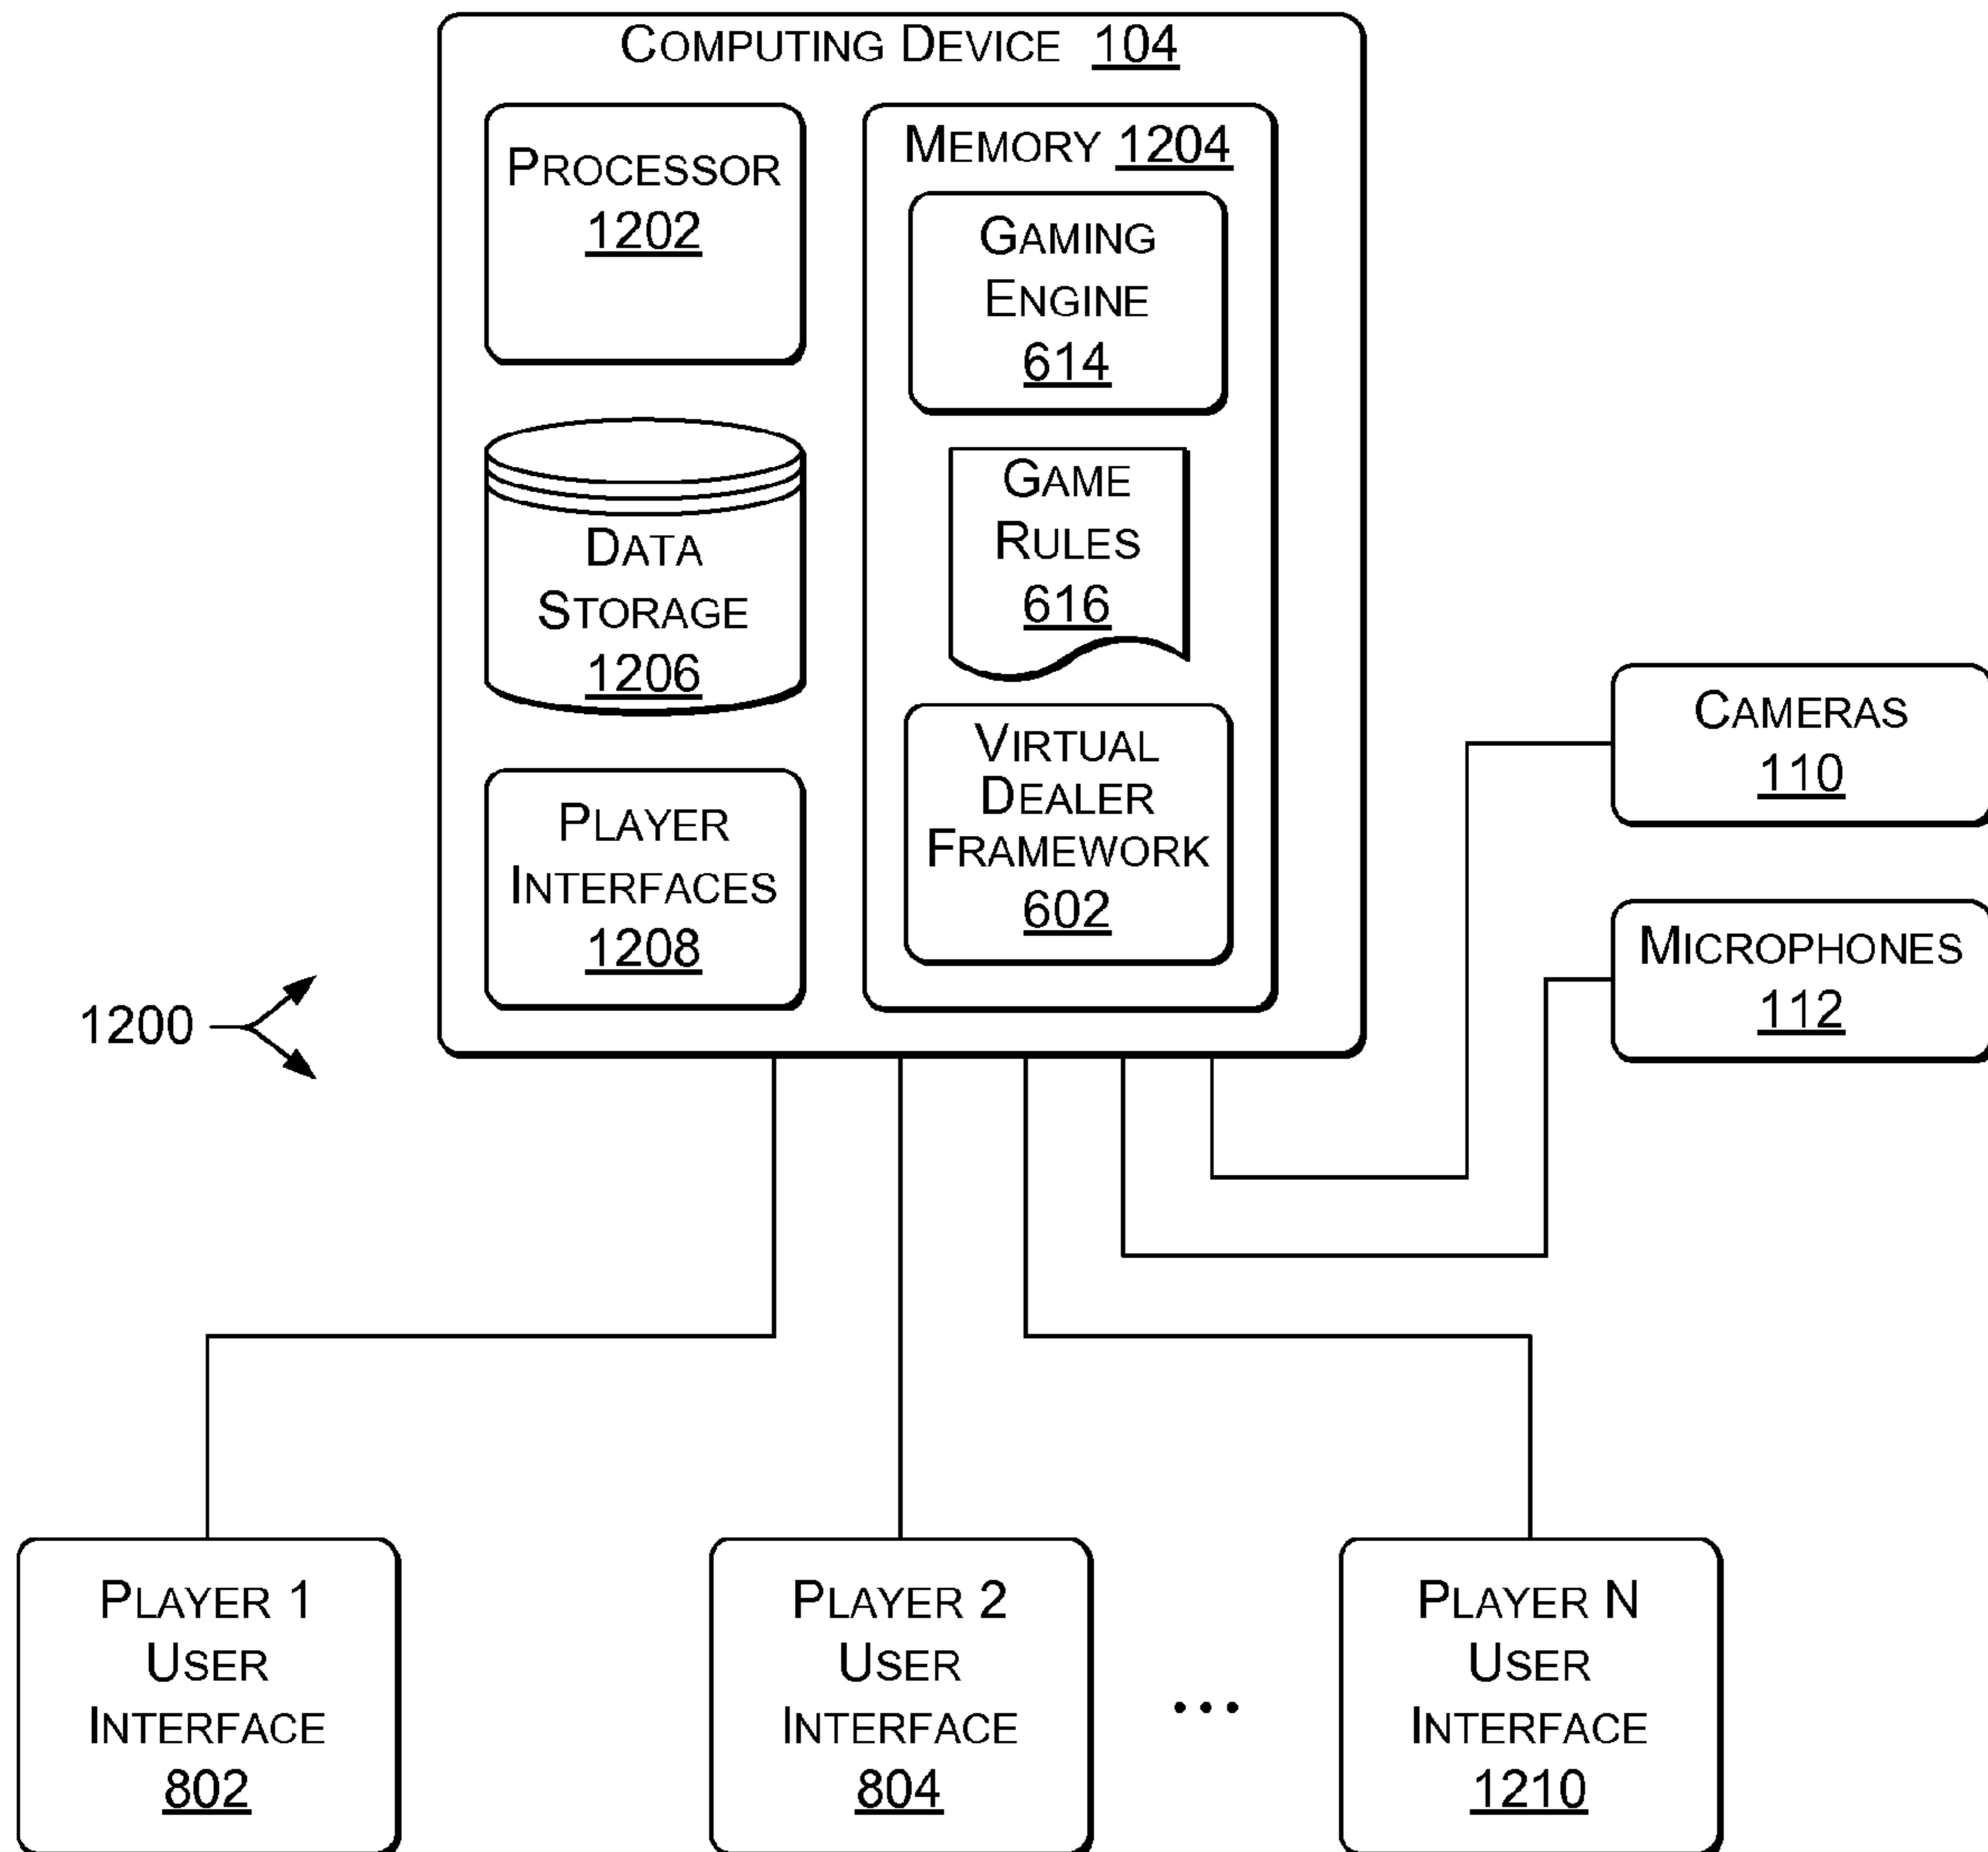 COMPUTING DEVICE 104
PROCESSOR
1202
MEMORY 1204
GAMING
ENGINE
614
GAME
RULES
616
DATA
STORAGE
1206
VIRTUAL
DEALER
FRAMEWORK
602
PLAYER
INTERFACES
1208
CAMERAS
110
MICROPHONES
112
1200
PLAYER 1
USER
INTERFACE
802
PLAYER 2
USER
INTERFACE
804
...
PLAYER N
USER
INTERFACE
1210